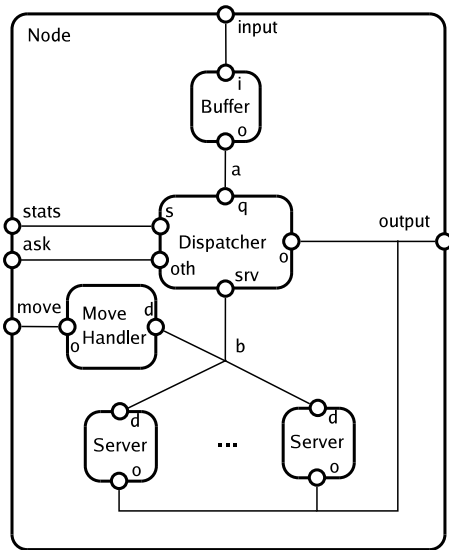 input
Node
i
Buffer
o
a
stats
s
q
output
ask
Dispatcher
oth
o
srv
move
Move
d
o
Handler
b
d
d
Server
...
Server
o
o